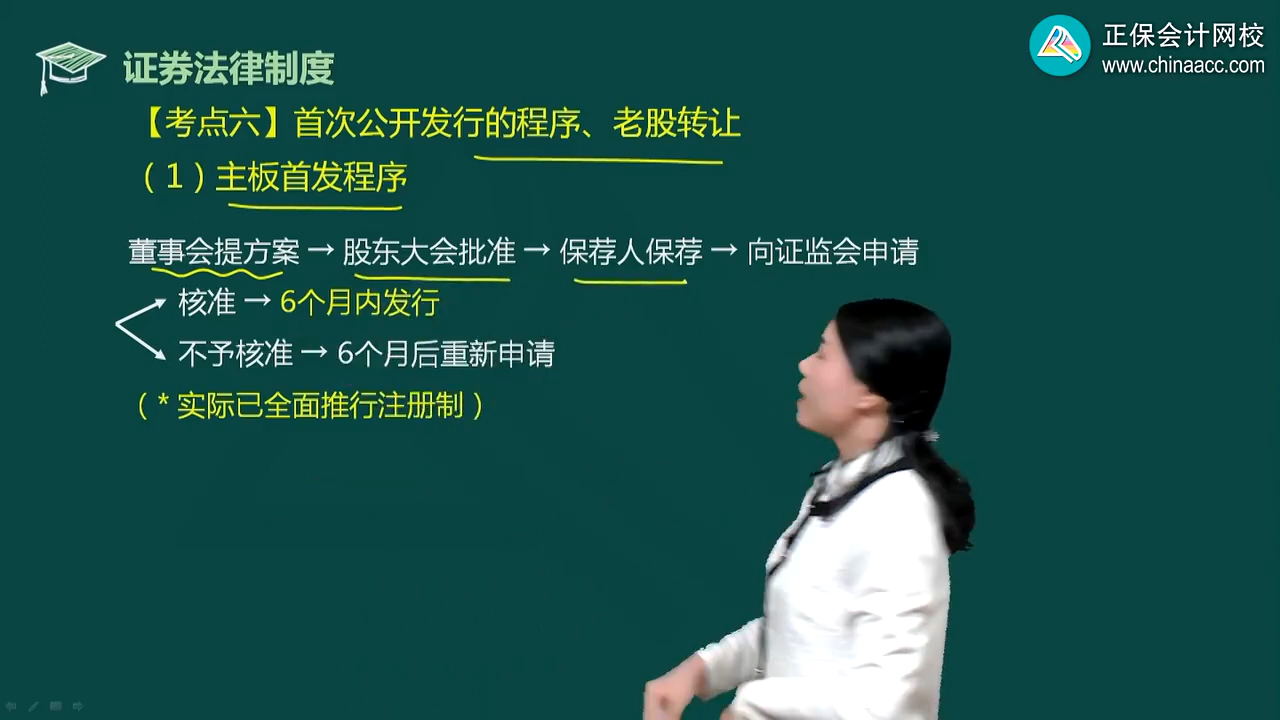 正保会计网校
www.chinaacc.com
证券法律制度
【考点六】首次公开发行的程序、老股转让
（1）主板首发程序
董事会提方案→股东大会批准→保荐人保荐→向证监会申请
核准→6个月内发行
不予核准→6个月后重新申请
（*实际已全面推行注册制）